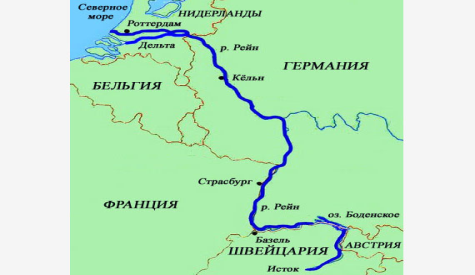 Северное
море
НИДЕРЛАНДЫ
Роттердам
Дельта
р. Рейн
ГЕРМАНИЯ
Кёльн
БЕЛЬГИЯ
Страсбург
ФРАНЦИЯ
р. Рейн
оз. Боденское
Базель
ШВЕЙЦАРИЯ
АВСТРИЯ
Исток